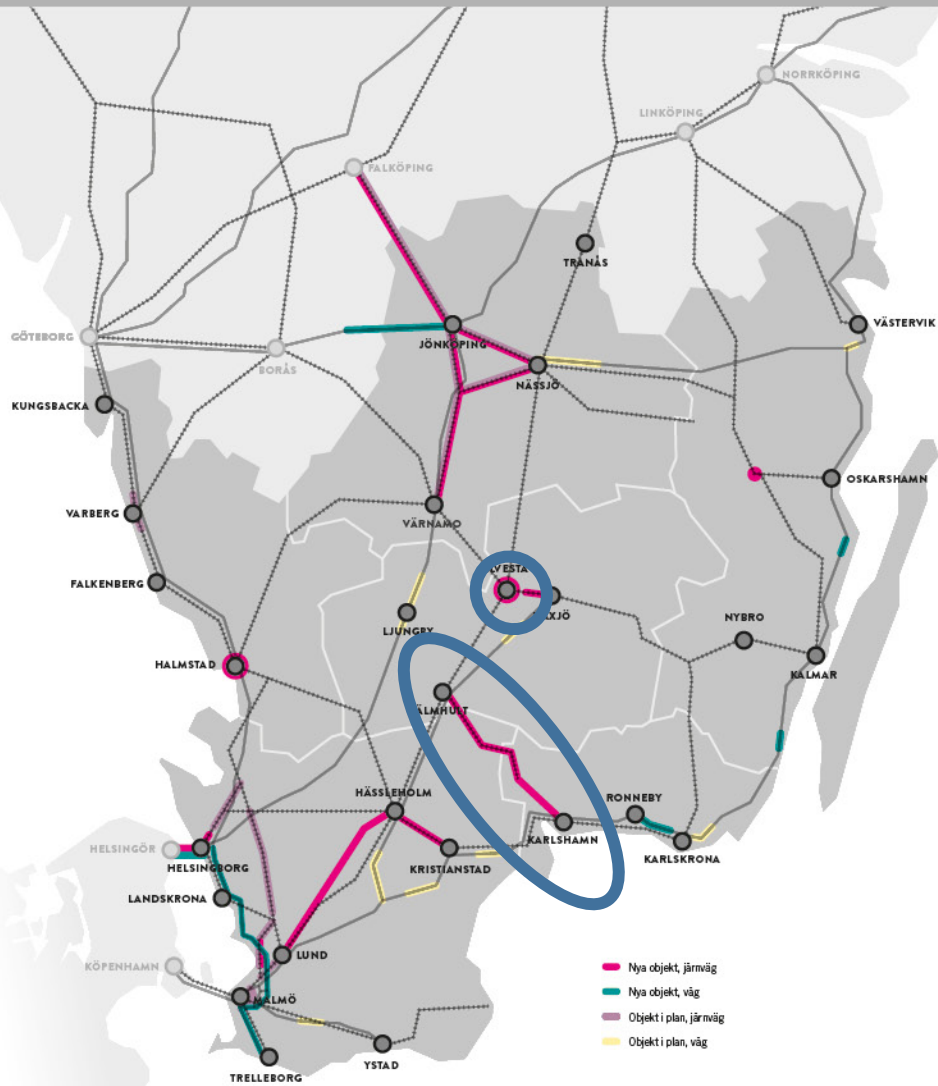 NORRKÖPING
LINKÖPING
FALKÖPING
TRANÅS
GÖTEBORG
BORÅS
JÖNKÖPING
VÄSTERVIK
NÄSSJÖ
KUNGSBACKA
OSKARSHAMN
VARBERG
VÄRNAMO
FALKENBERG
LVESTA
XJÖ
LJUNGBY
NYBRO
HALMSTAD
KALMAR
ÄLMHULT
HÄSSLEHOLM
RONNEBY
KARLSHAMN
KARLSKRONA
HELSINGÖR
HELSINGBORG
KRISTIANSTAD
LANDSKRONA
LUND
KÖPENHAMN
MALMÖ
YSTAD
TRELLEBORG
Nya objekt, järnväg
Nya objekt, väg
Objekt i plan, järnväg
Objekt i plan, väg